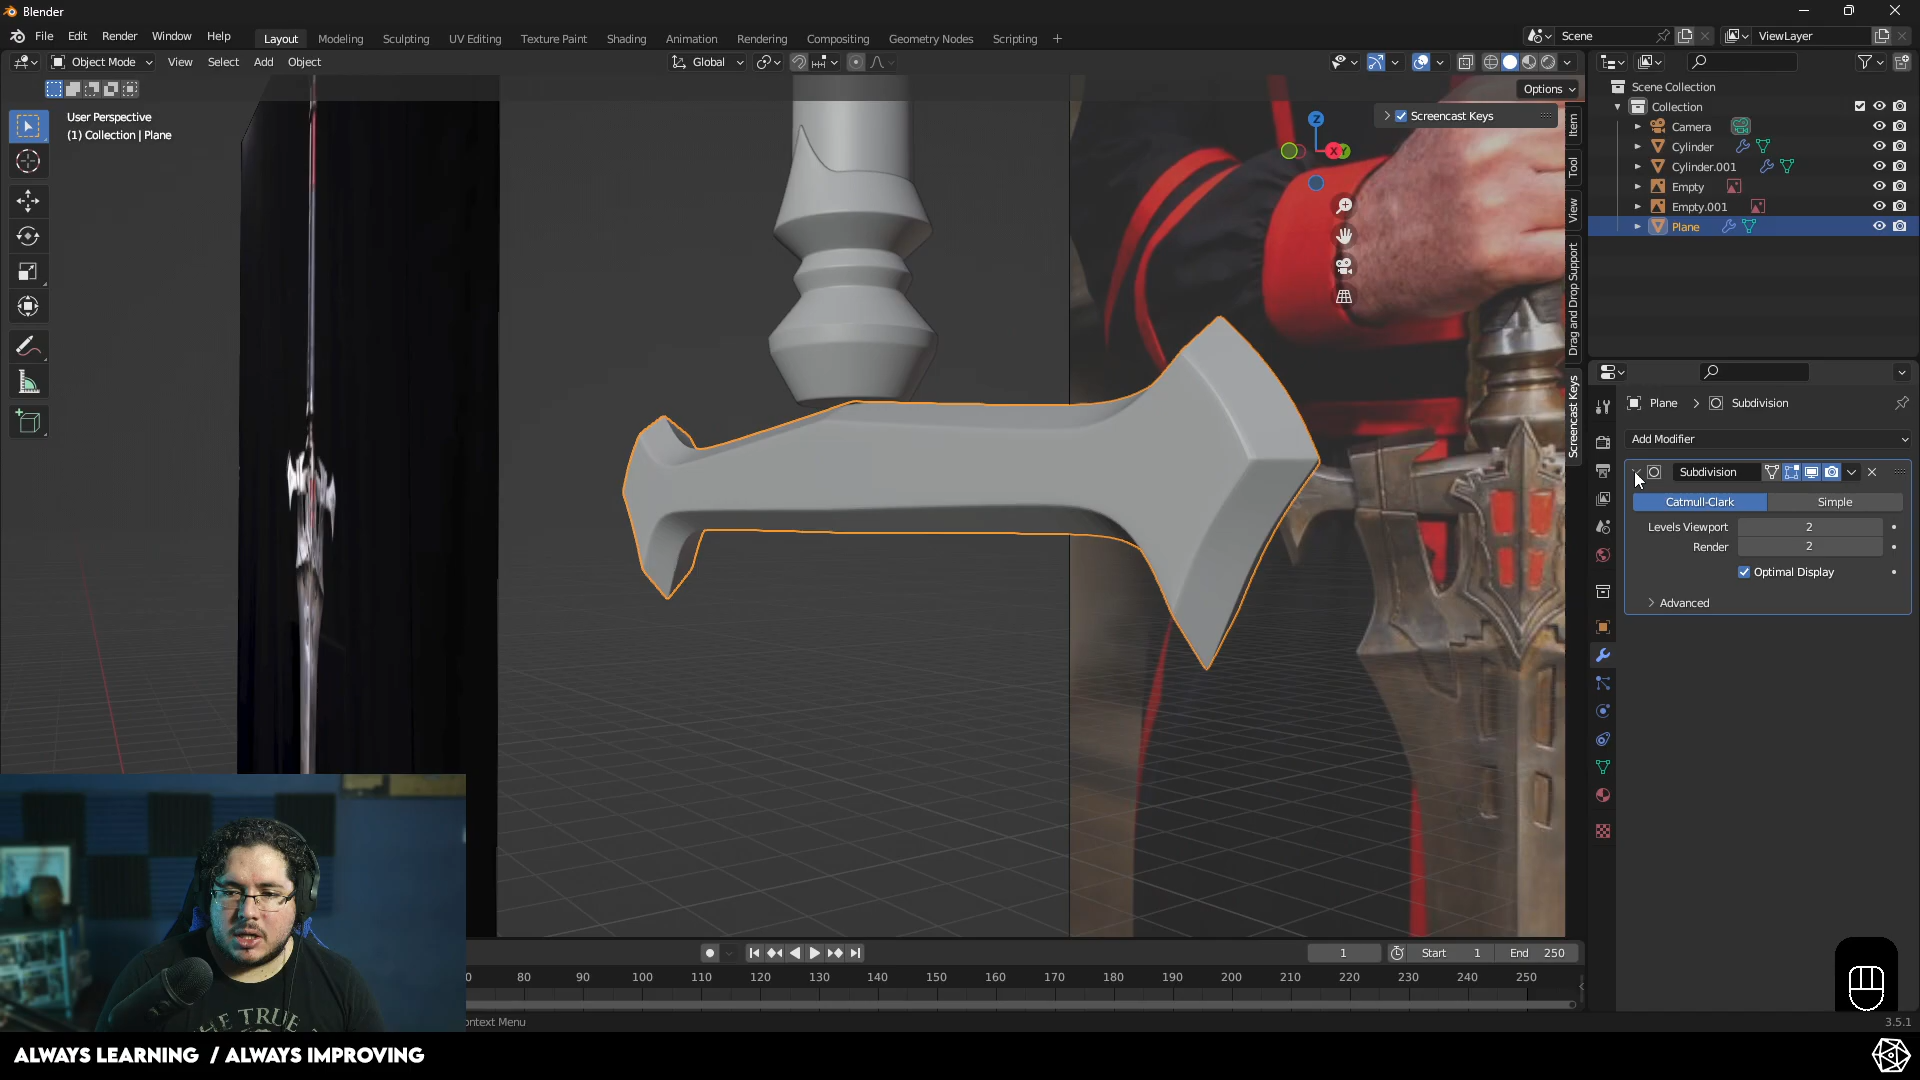 Blender
File Edit Render Window Help Layout Modeling Sculpting UV Editing Texture Paint Shading Animation Rendering Compositing Geometry Nodes Scripting + Scene ViewLayer
Object Mode View Select Add Object Global
Options
User Perspective
(1) Collection | Plane
Screencast Keys
Z
X
Y
Item
Tool
View
Drag and Drop Support
Screencast Keys
Scene Collection
Collection
Camera
Cylinder
Cylinder.001
Empty
Empty.001
Plane
Plane > Subdivision
Add Modifier
Subdivision
Catmull-Clark Simple
Levels Viewport 2
Render 2
Optimal Display
Advanced
1 Start 1 End 250
0 80 90 100 110 120 130 140 150 160 170 180 190 200 210 220 230 240 250
ontext Menu
3.5.1
HE TRUE
ALWAYS LEARNING / ALWAYS IMPROVING